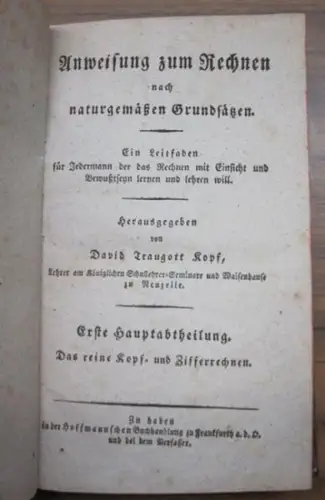 Anweisung zum Rechnen
nach
naturgemäßen Grundsätzen.
Ein Leitfaden
für Jedermann der das Rechnen mit Einsicht und
Bewußtseyn lernen und lehren will.
Herausgegeben
von
David Traugott Kopf,
Lehrer am Königlichen Schullehrer-Seminare und Waisenhause
zu Neuzelle.
Erste Hauptabtheilung.
Das reine Kopf- und Zifferrechnen.
Zu haben
in der Hoffmannschen Buchhandlung zu Frankfurth a. d. O.
und bei dem Verfasser.